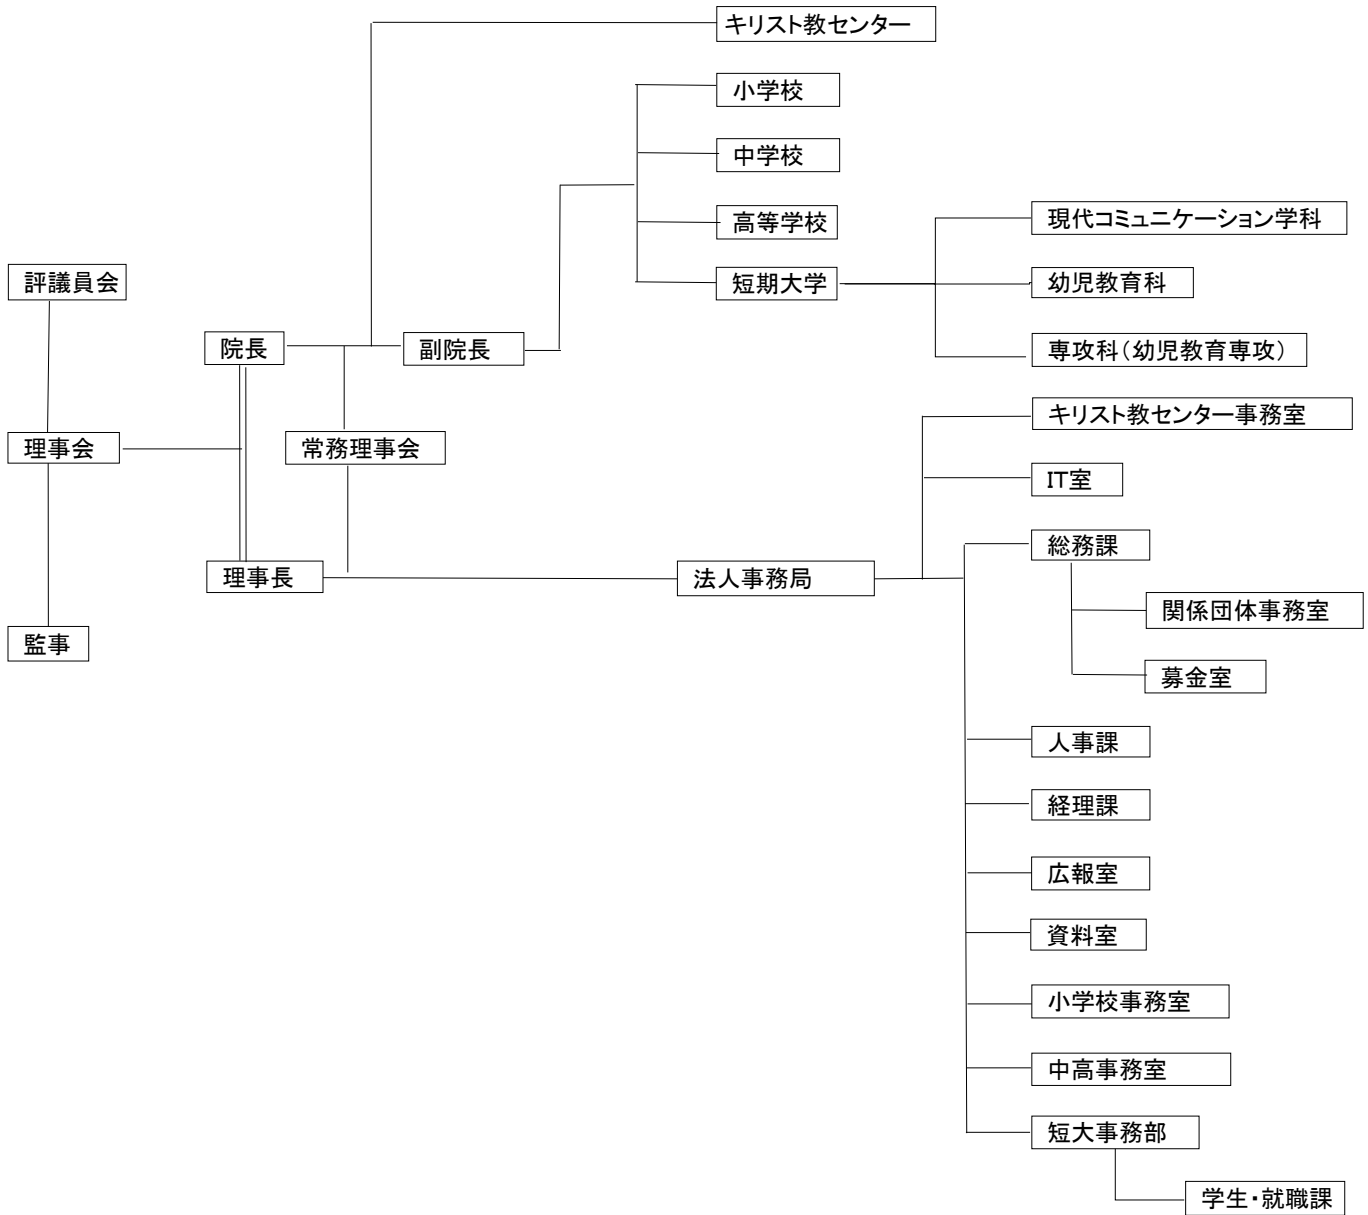 キリスト教センター
小学校
中学校
高等学校
短期大学
現代コミュニケーション学科
幼児教育科
専攻科（幼児教育専攻）
評議員会
院長
副院長
理事会
常務理事会
理事長
監事
法人事務局
キリスト教センター事務室
IT室
総務課
関係団体事務室
募金室
人事課
経理課
広報室
資料室
小学校事務室
中高事務室
短大事務部
学生・就職課